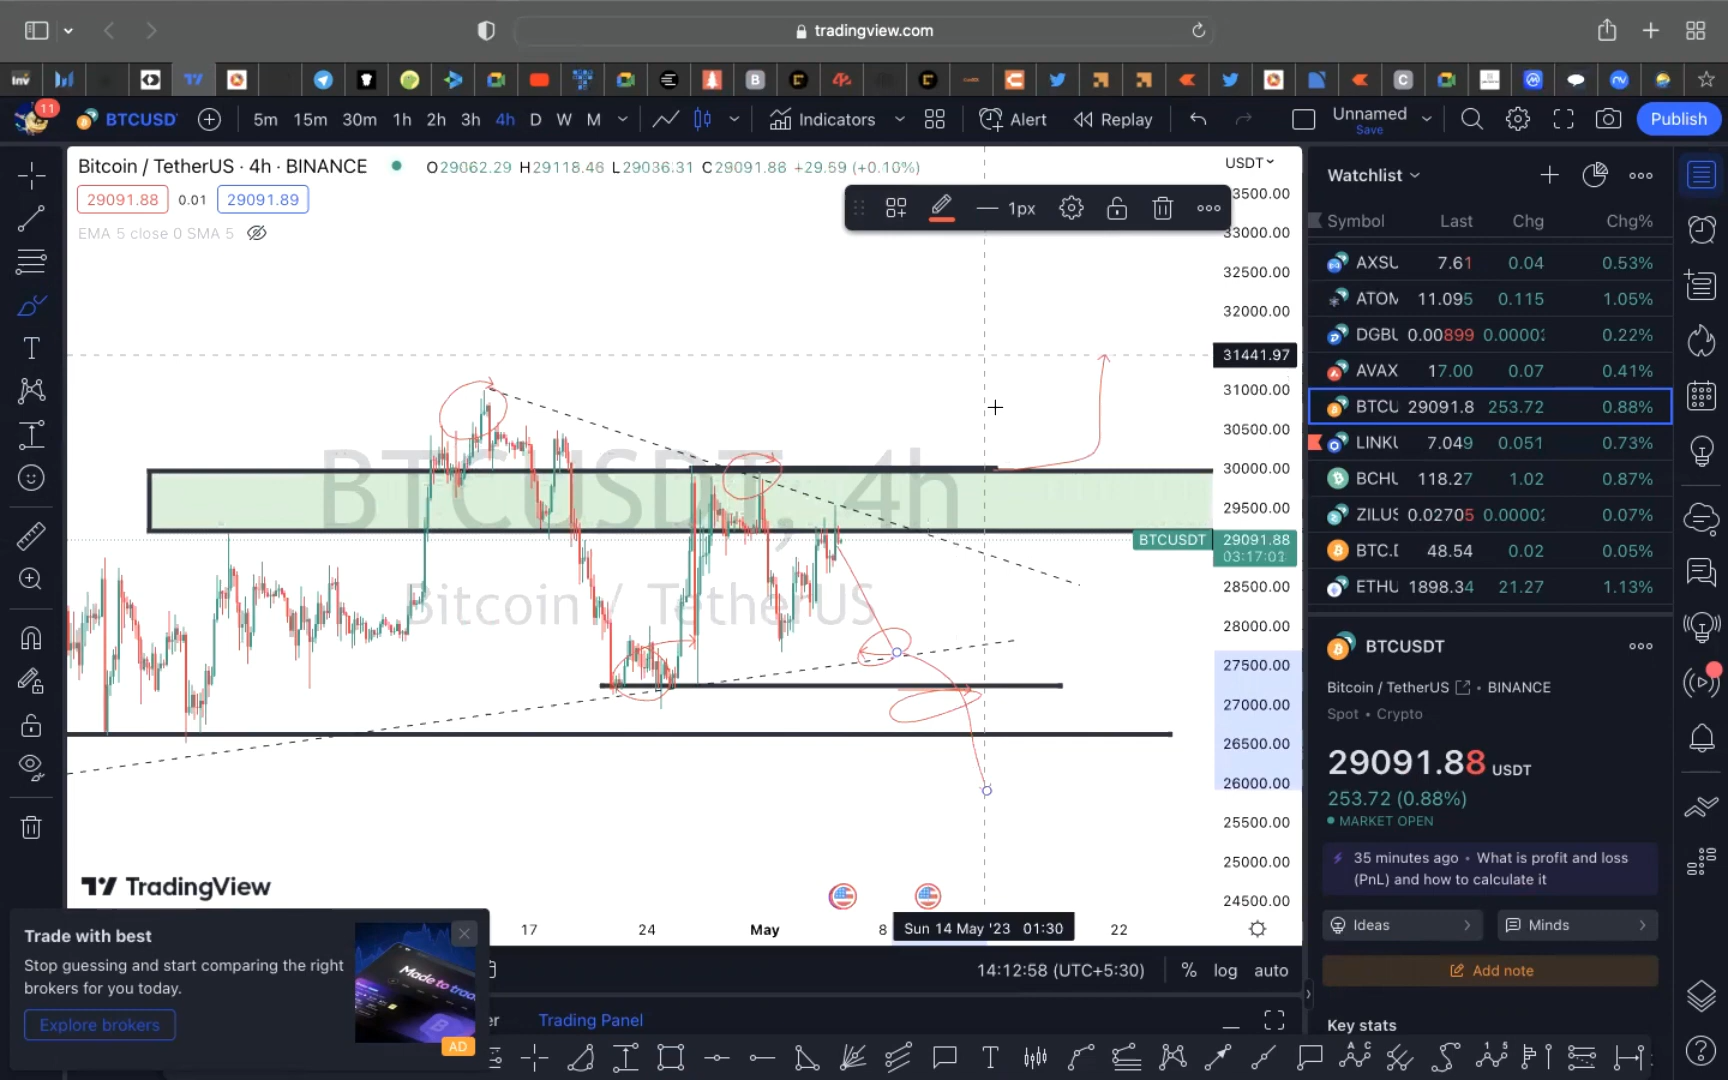 tradingview.com
11
BTCUSD
5m 15m 30m 1h 2h 3h 4h D W M
Indicators
Alert
Replay
Unnamed
Save
Publish
Bitcoin / TetherUS · 4h · BINANCE
O29062.29 H29118.46 L29036.31 C29091.88 +29.59 (+0.10%)
29091.88 0.01 29091.89
EMA 5 close 0 SMA 5
1px
USDT
33500.00
33000.00
32500.00
32000.00
31441.97
31000.00
30500.00
30000.00
29500.00
BTCUSDT 29091.88
03:17:02
28500.00
28000.00
27500.00
27000.00
26500.00
26000.00
25500.00
25000.00
24500.00
BTCUSDT, 4h
Bitcoin / TetherUS
TradingView
17 24 May 8 Sun 14 May '23 01:30 22
14:12:58 (UTC+5:30) % log auto
Trading Panel
Trade with best
Stop guessing and start comparing the right
brokers for you today.
Explore brokers
Made to trad
AD
Watchlist
Symbol Last Chg Chg%
7.61 0.04 0.53%
11.095 0.115 1.05%
0.00899 0.22%
AVAX 17.00 0.07 0.41%
29091.8 253.72 0.88%
7.049 0.051 0.73%
118.27 1.02 0.87%
0.02705 0.07%
48.54 0.02 0.05%
1898.34 21.27 1.13%
BTCUSDT
Bitcoin / TetherUS • BINANCE
Spot • Crypto
29091.88 USDT
253.72 (0.88%)
MARKET OPEN
35 minutes ago • What is profit and loss
(PnL) and how to calculate it
Ideas
Minds
Add note
Key stats